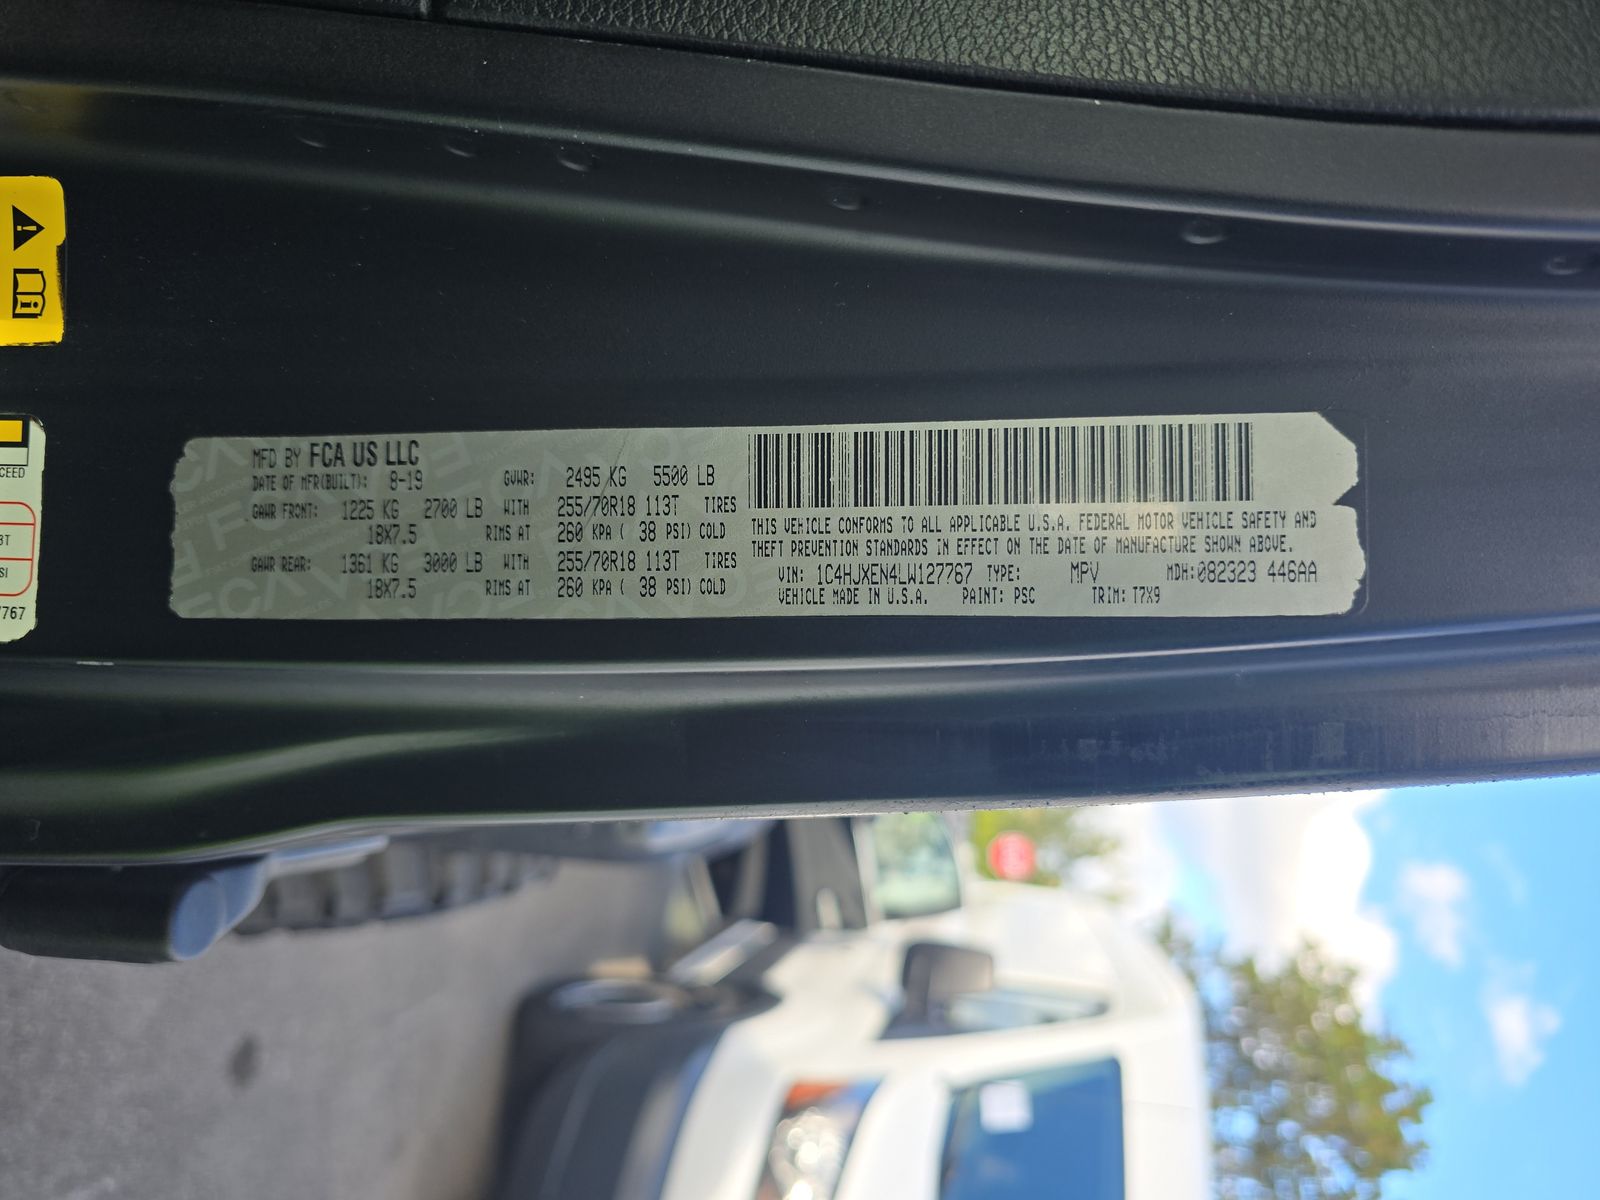 MFD BY FCA US LLC
DATE OF MFR(BUILT): 8-19 GVWR: 2495 KG 5500 LB
GAWR FRONT: 1225 KG 2700 LB WITH 255/70R18 113T TIRES
18X7.5 RIMS AT 260 KPA ( 38 PSI) COLD
GAWR REAR: 1361 KG 3000 LB WITH 255/70R18 113T TIRES
18X7.5 RIMS AT 260 KPA ( 38 PSI) COLD
THIS VEHICLE CONFORMS TO ALL APPLICABLE U.S.A. FEDERAL MOTOR VEHICLE SAFETY AND
THEFT PREVENTION STANDARDS IN EFFECT ON THE DATE OF MANUFACTURE SHOWN ABOVE.
VIN: 1C4HJXEN4LW127767 TYPE: MPV MDH:082323 446AA
VEHICLE MADE IN U.S.A. PAINT: PSC TRIM: T7X9
CEED
3T
SI
7767